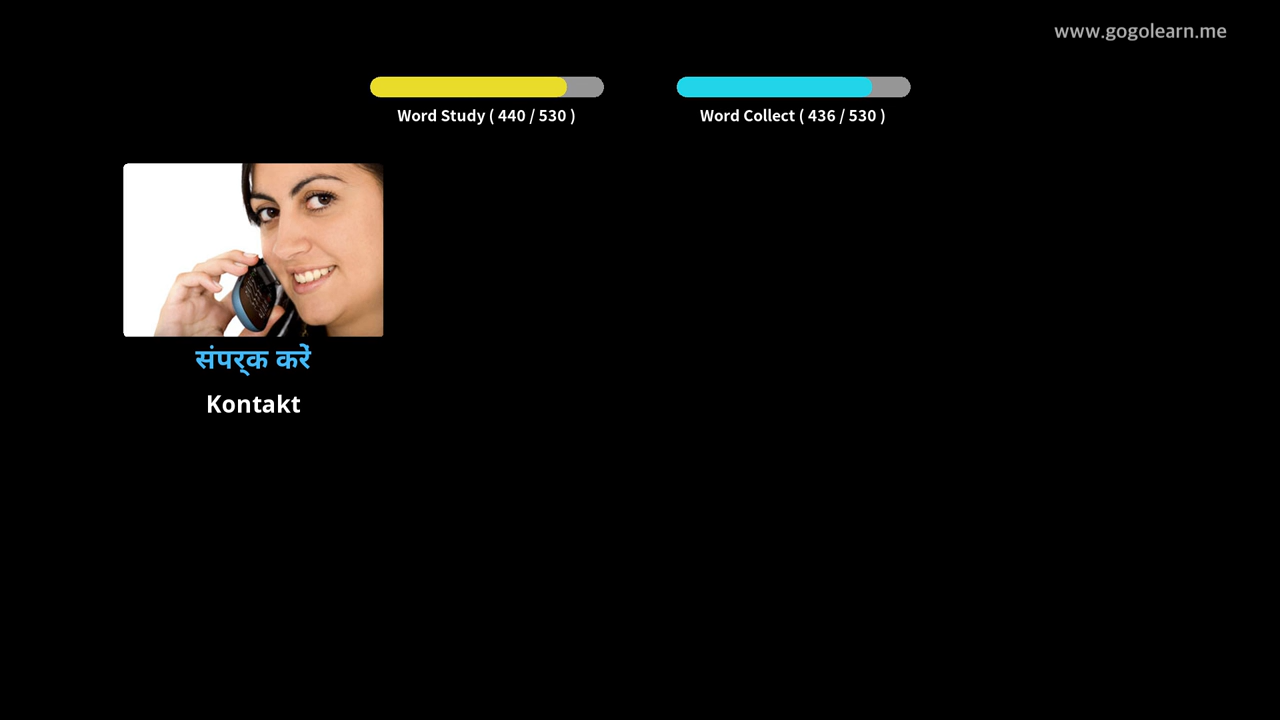 www.gogolearn.me
Word Study ( 440 / 530 )
Word Collect ( 436 / 530 )
संपर्क करें
Kontakt